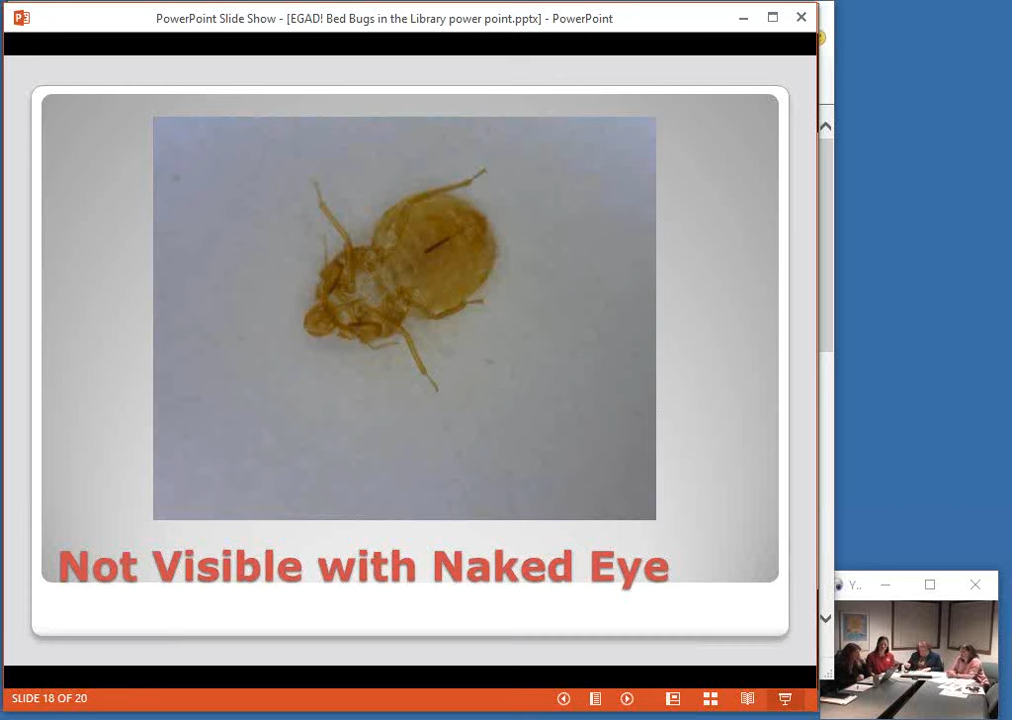 PowerPoint Slide Show - [EGAD! Bed Bugs in the Library power point.pptx] - PowerPoint
Not Visible with Naked Eye
SLIDE 18 OF 20
Y..